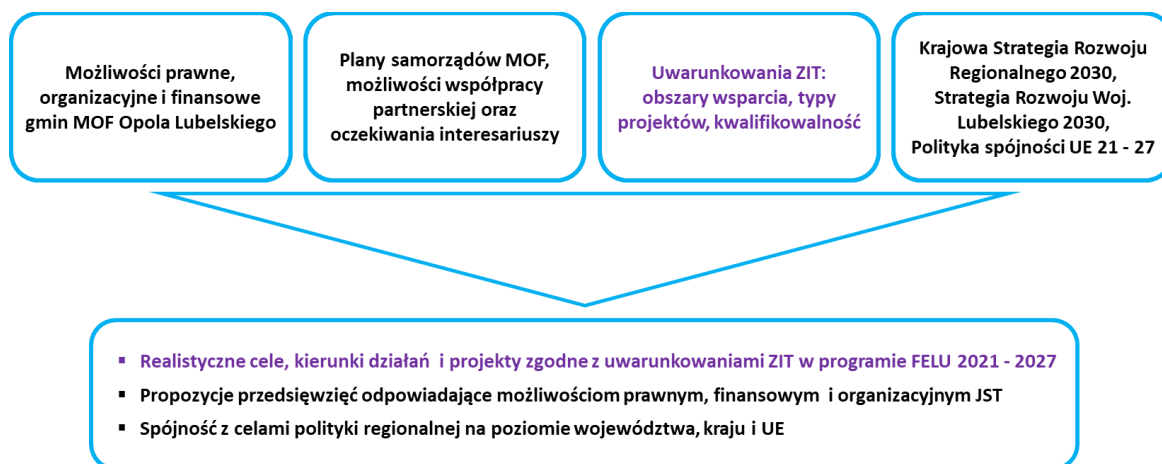 Możliwości prawne,
organizacyjne i finansowe
gmin MOF Opola Lubelskiego
Plany samorządów MOF,
możliwości współpracy
partnerskiej oraz
oczekiwania interesariuszy
Uwarunkowania ZIT:
obszary wsparcia, typy
projektów, kwalifikowalność
Krajowa Strategia Rozwoju
Regionalnego 2030,
Strategia Rozwoju Woj.
Lubelskiego 2030,
Polityka spójności UE 21 - 27
▪ Realistyczne cele, kierunki działań i projekty zgodne z uwarunkowaniami ZIT w programie FELU 2021 - 2027
▪ Propozycje przedsięwzięć odpowiadające możliwościom prawnym, finansowym i organizacyjnym JST
▪ Spójność z celami polityki regionalnej na poziomie województwa, kraju i UE